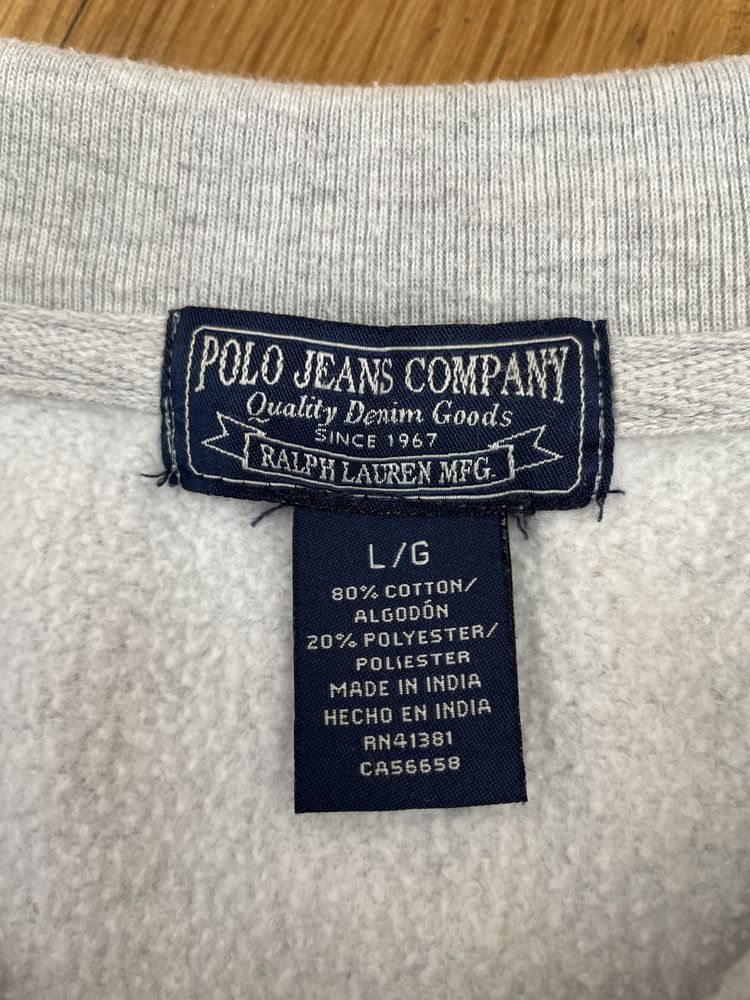 POLO JEANS COMPANY
Quality Denim Goods
SINCE 1967
RALPH LAUREN MFG.
L/G
80% COTTON/
ALGODÓN
20% POLYESTER/
POLIESTER
MADE IN INDIA
HECHO EN INDIA
RN41381
CA56658